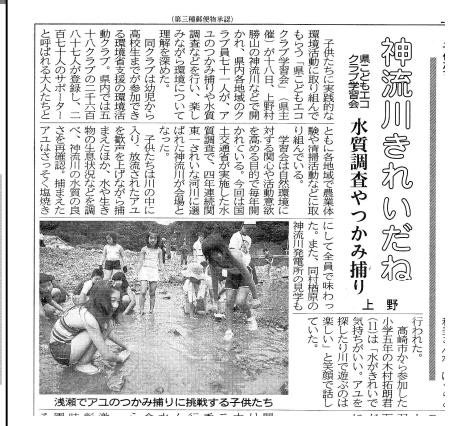 （第三種郵便物承認）
神流川きれいだね
県こどもエコ
クラブ学習会
水質調査やつかみ捕り
上野
子供たちに実践的な
環境活動に取り組んで
もらう「県こどもエコ
クラブ学習会」（県主
催）が十八日、上野村
勝山の神流川などで開
かれ、県内各地域のク
ラブ員七十一人が、ア
ユのつかみ捕りや水質
調査などを行い、楽し
みながら環境について
理解を深めた。
同クラブは幼児から
高校生までが参加でき
る環境省支援の環境活
動クラブ。県内では五
十八クラブの二千六百
八十七人が登録し、二
百七十人のサポーター
と呼ばれる大人たちと
ともに各地域で農業体
験や清掃活動などに取
り組んでいる。
学習会は自然環境に
対する関心や活動意欲
を高める目的で毎年開
かれている。今回は国
土交通省が実施した水
質調査で、四年連続関
東一きれいな河川に選
ばれた神流川が会場と
なった。
子供たちは川の中に
入り、放流されたアユ
を歓声を上げながら捕
まえたほか、水や生き
物の生息状況などを調
べ、神流川の水質の良
さを再確認。捕まえた
アユはさっそく塩焼き
にして全員で味わっ
た。また、同村楢原の
神流川発電所の見学も
行われた。
高崎市から参加した
小学五年の木村拓朗君
（11）は「水がきれいで
気持ちがいい。アユを
探したり川で遊ぶのは
楽しい」と笑顔で話し
ていた。
浅瀬でアユのつかみ捕りに挑戦する子供たち